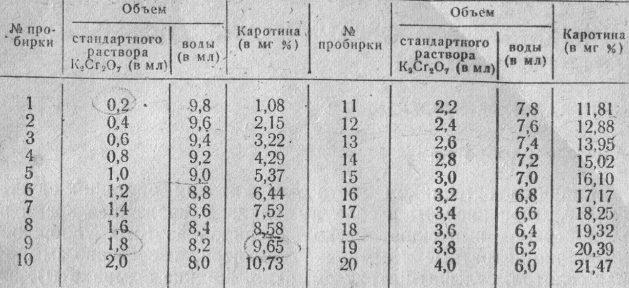 № про-бирки | Объем стандартного раствора K₂Cr₂O₇ (в мл) | Объем воды (в мл) | Каротина (в мг %) | № пробирки | Объем стандартного раствора K₂Cr₂O₇ (в мл) | Объем воды (в мл) | Каротина (в мг %)
1 0,2 9,8 1,08 11 2,2 7,8 11,81
2 0,4 9,6 2,15 12 2,4 7,6 12,88
3 0,6 9,4 3,22 13 2,6 7,4 13,95
4 0,8 9,2 4,29 14 2,8 7,2 15,02
5 1,0 9,0 5,37 15 3,0 7,0 16,10
6 1,2 8,8 6,44 16 3,2 6,8 17,17
7 1,4 8,6 7,52 17 3,4 6,6 18,25
8 1,6 8,4 8,58 18 3,6 6,4 19,32
9 1,8 8,2 9,65 19 3,8 6,2 20,39
10 2,0 8,0 10,73 20 4,0 6,0 21,47